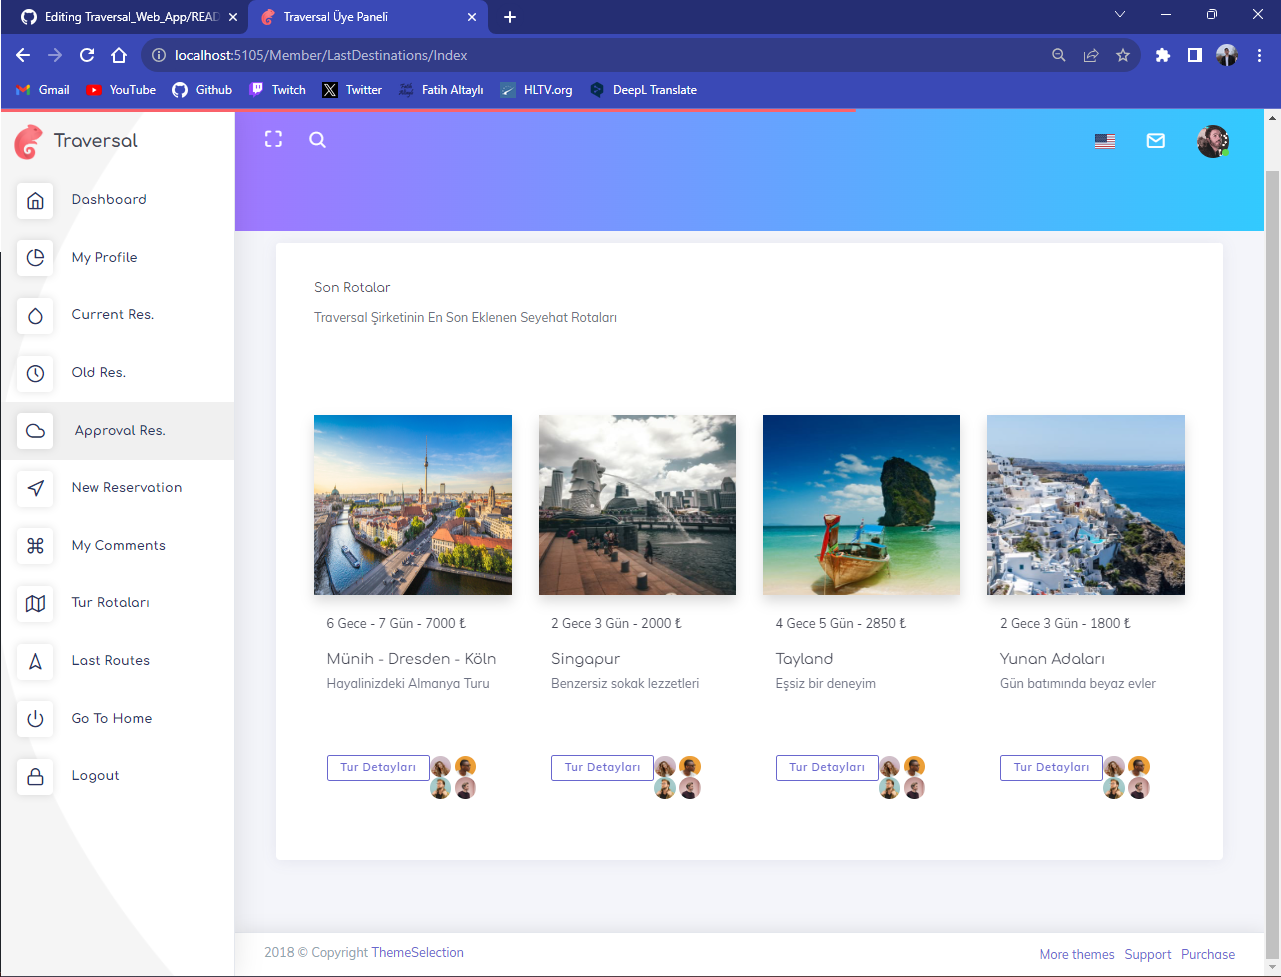 Editing Traversal_Web_App/READ
Traversal Üye Paneli
localhost:5105/Member/LastDestinations/Index
Gmail
YouTube
Github
Twitch
Twitter
Fatih Altaylı
HLTV.org
DeepL Translate
Traversal
Dashboard
My Profile
Current Res.
Old Res.
Approval Res.
New Reservation
My Comments
Tur Rotaları
Last Routes
Go To Home
Logout
Son Rotalar
Traversal Şirketinin En Son Eklenen Seyehat Rotaları
6 Gece - 7 Gün - 7000 ₺
Münih - Dresden - Köln
Hayalinizdeki Almanya Turu
Tur Detayları
2 Gece 3 Gün - 2000 ₺
Singapur
Benzersiz sokak lezzetleri
Tur Detayları
4 Gece 5 Gün - 2850 ₺
Tayland
Eşsiz bir deneyim
Tur Detayları
2 Gece 3 Gün - 1800 ₺
Yunan Adaları
Gün batımında beyaz evler
Tur Detayları
2018 © Copyright ThemeSelection
More themes Support Purchase